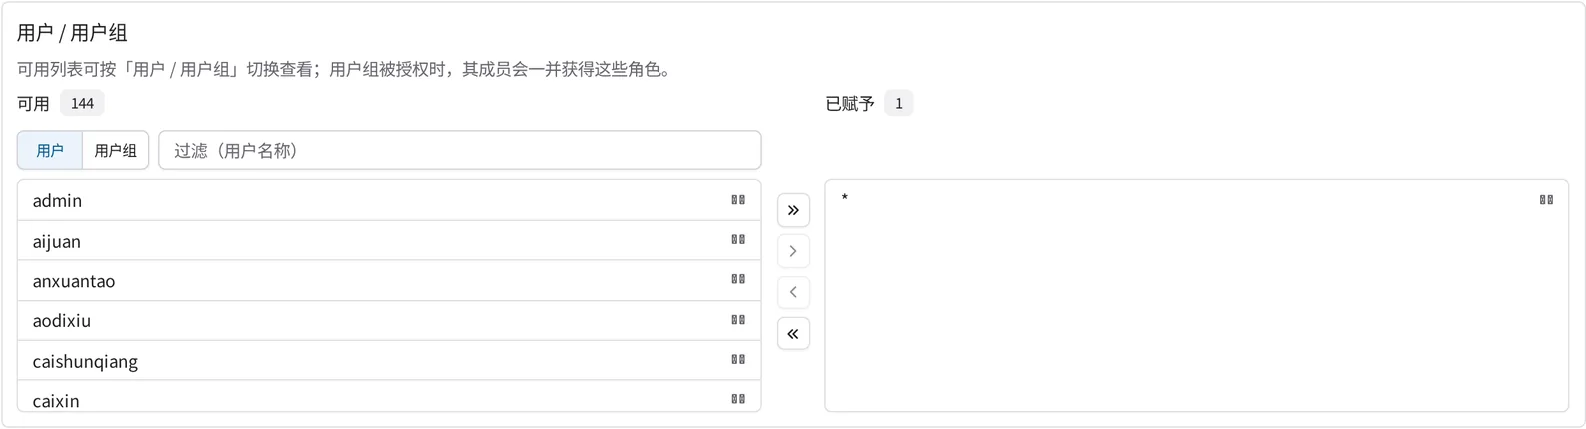 用户 / 用户组
可用列表可按「用户 / 用户组」切换查看；用户组被授权时，其成员会一并获得这些角色。
可用 144
已赋予 1
用户 用户组 过滤（用户名称）
admin
aijuan
anxuantao
aodixiu
caishunqiang
caixin
*